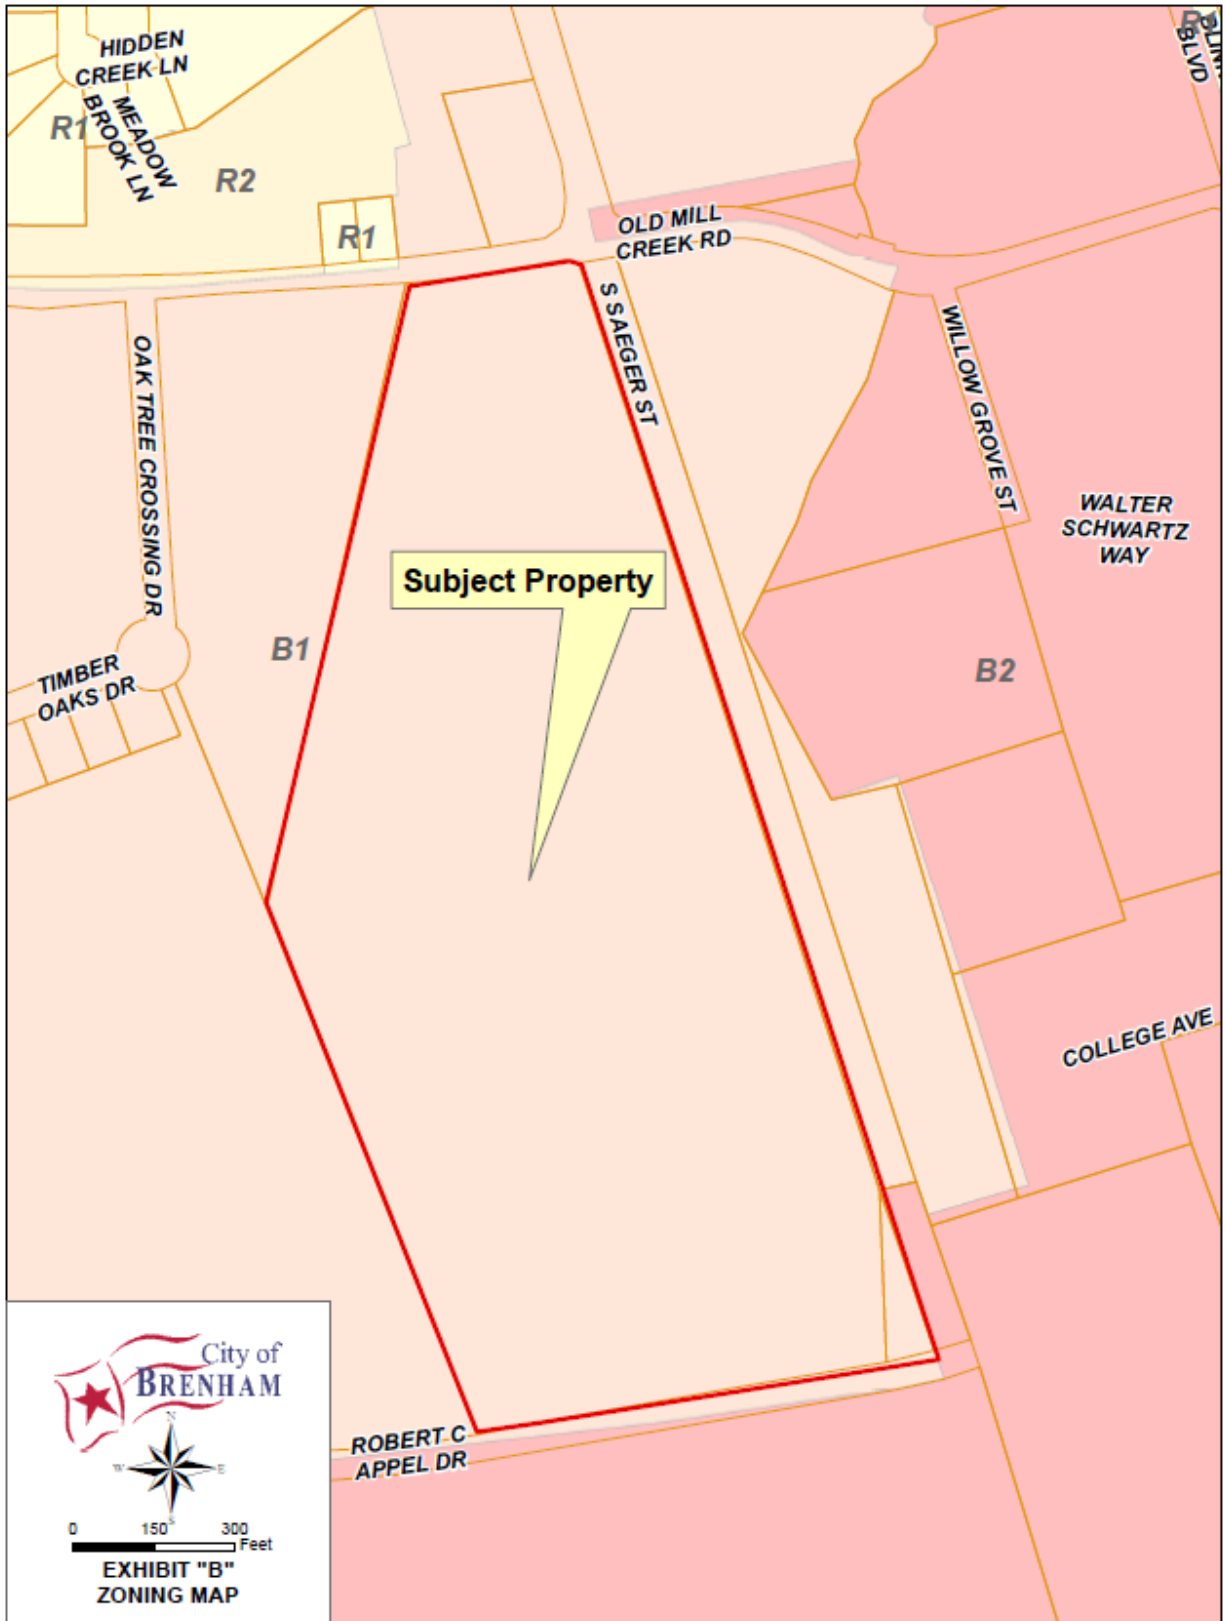 HIDDEN
CREEK LN
MEADOW
BROOK LN
R1
R2
R1
R1
BLVD
OLD MILL
CREEK RD
S SAEGER ST
WILLOW GROVE ST
OAK TREE CROSSING DR
WALTER
SCHWARTZ
WAY
Subject Property
B1
B2
TIMBER
OAKS DR
COLLEGE AVE
ROBERT C
APPEL DR
City of
BRENHAM
N
W E
S
0 150 300
Feet
EXHIBIT "B"
ZONING MAP